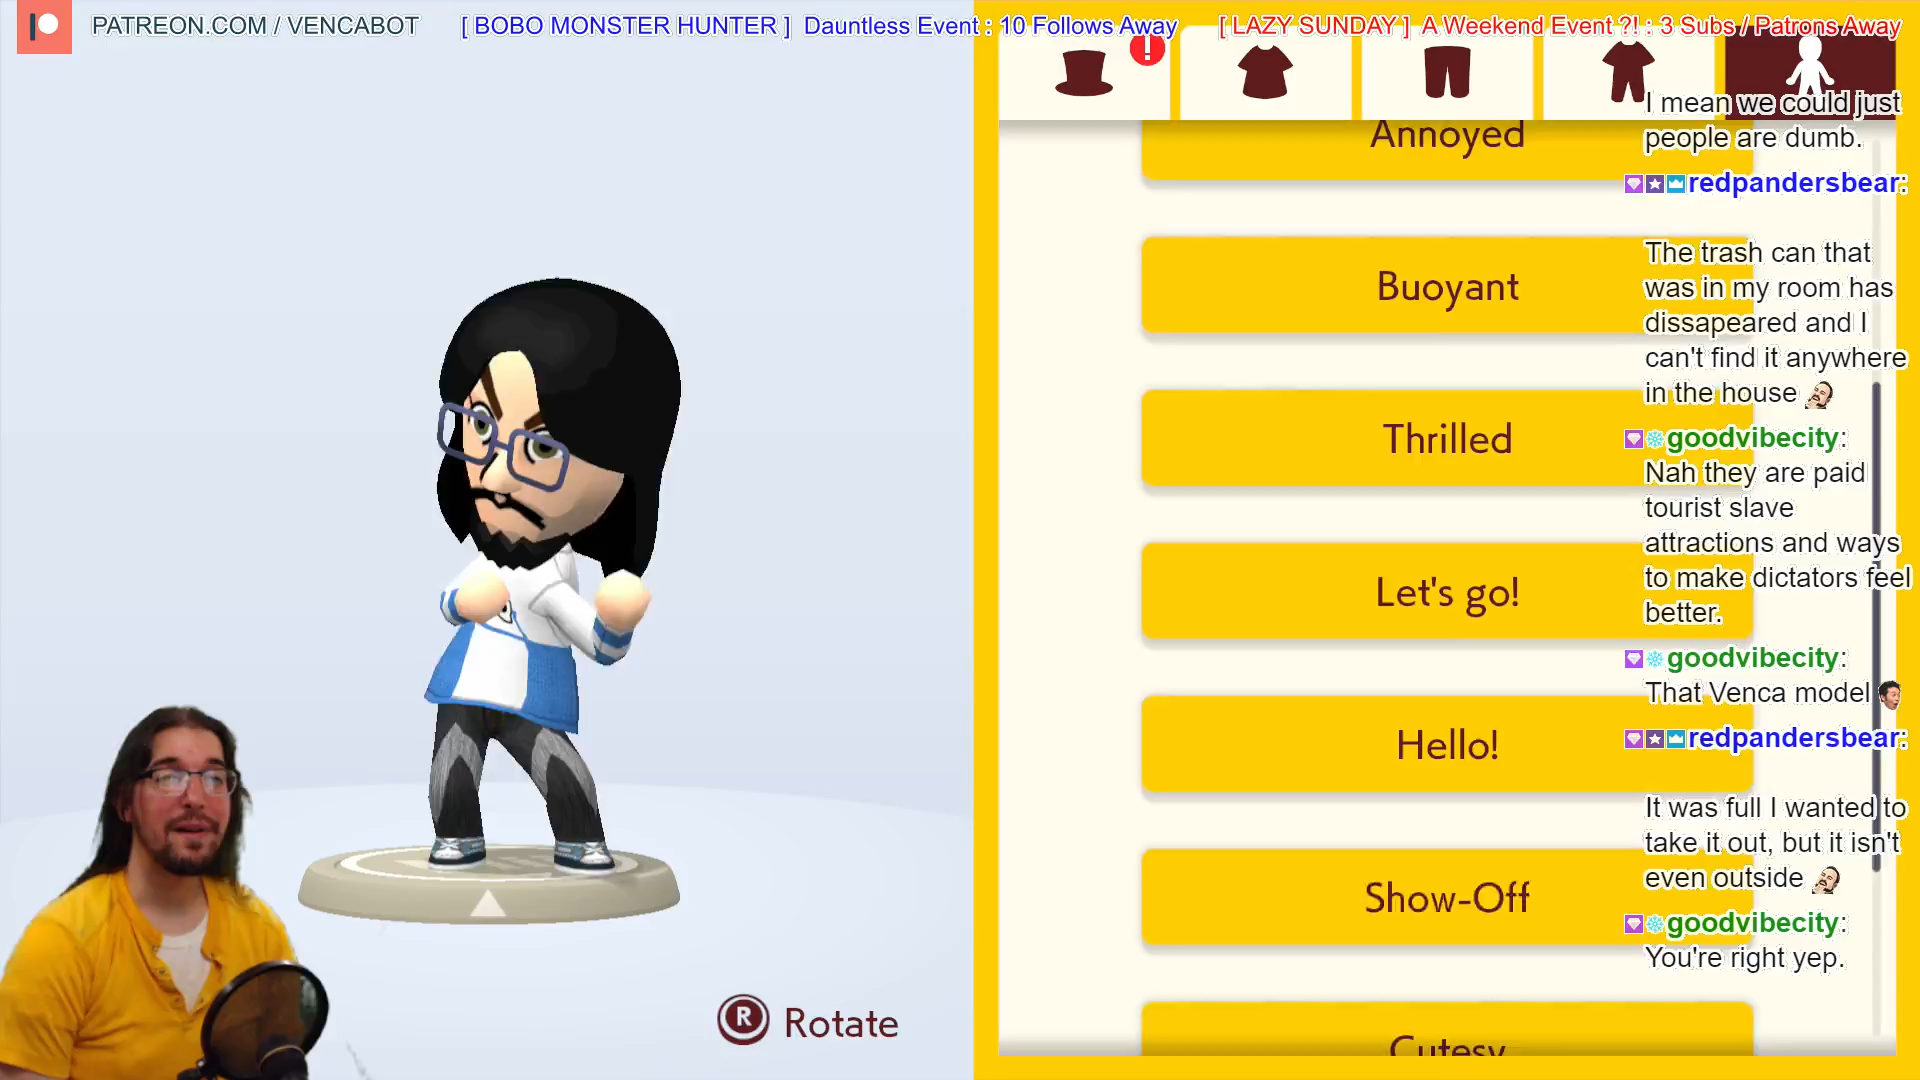 PATREON.COM / VENCABOT
[ BOBO MONSTER HUNTER ] Dauntless Event : 10 Follows Away
[ LAZY SUNDAY ] A Weekend Event ?! : 3 Subs / Patrons Away
!
Annoyed
Buoyant
Thrilled
Let's go!
Hello!
Show-Off
Cutesy
R Rotate
I mean we could just
people are dumb.
redpandersbear:
The trash can that
was in my room has
dissapeared and I
can't find it anywhere
in the house
goodvibecity:
Nah they are paid
tourist slave
attractions and ways
to make dictators feel
better.
goodvibecity:
That Venca model
redpandersbear:
It was full I wanted to
take it out, but it isn't
even outside
goodvibecity:
You're right yep.